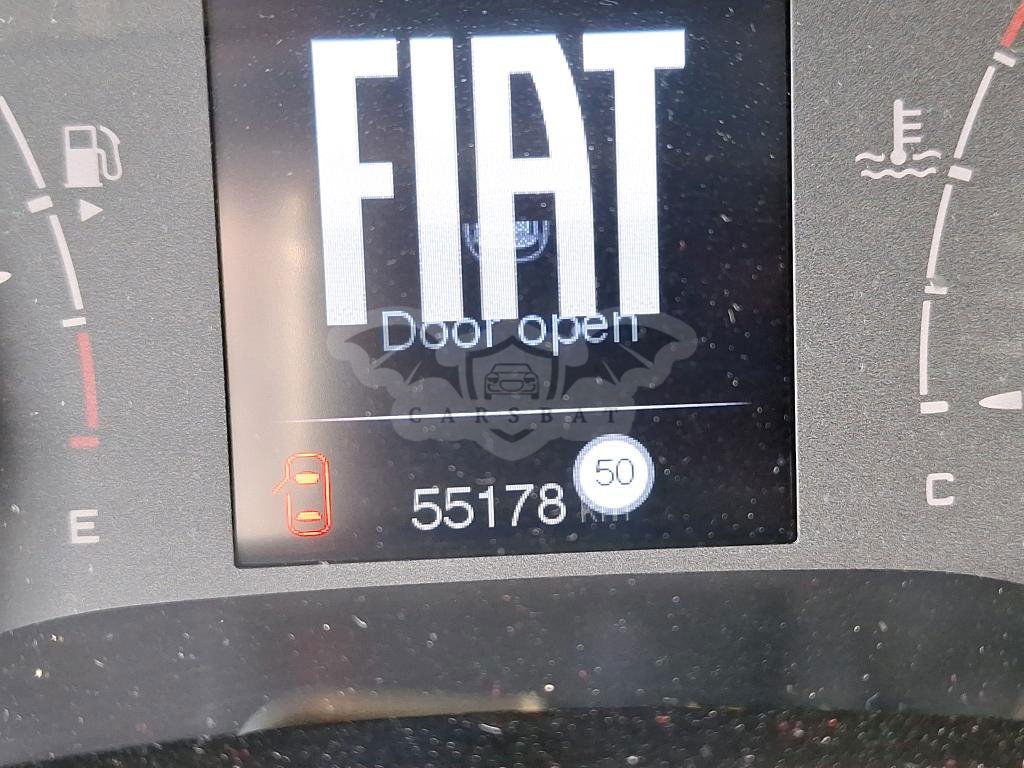 FIAT
Door open
CARSBAT
50
55178 km
E
C